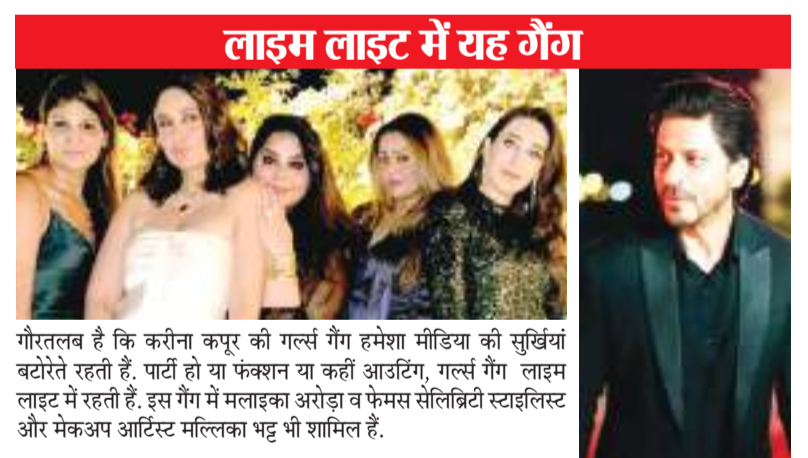 लाइम लाइट में यह गैंग
गौरतलब है कि करीना कपूर की गर्ल्स गैंग हमेशा मीडिया की सुर्खियां
बटोरेते रहती हैं. पार्टी हो या फंक्शन या कहीं आउटिंग, गर्ल्स गैंग लाइम
लाइट में रहती हैं. इस गैंग में मलाइका अरोड़ा व फेमस सेलिब्रिटी स्टाइलिस्ट
और मेकअप आर्टिस्ट मल्लिका भट्ट भी शामिल हैं.